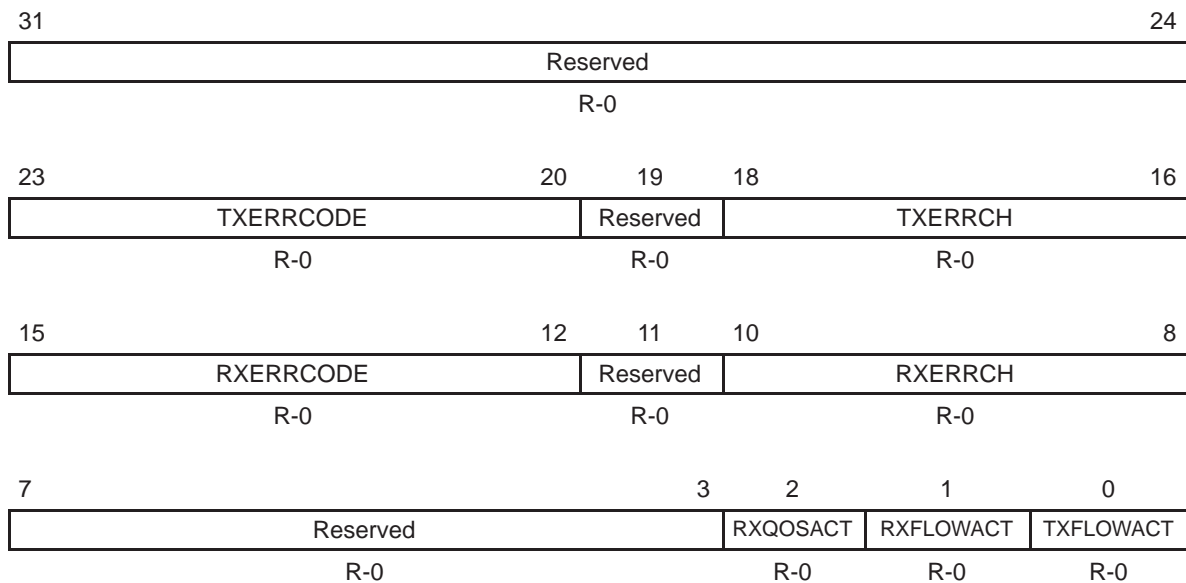 31 24
Reserved
R-0
23 20 19 18 16
TXERRCODE Reserved TXERRCH
R-0 R-0 R-0
15 12 11 10 8
RXERRCODE Reserved RXERRCH
R-0 R-0 R-0
7 3 2 1 0
Reserved RXQOSACT RXFLOWACT TXFLOWACT
R-0 R-0 R-0 R-0